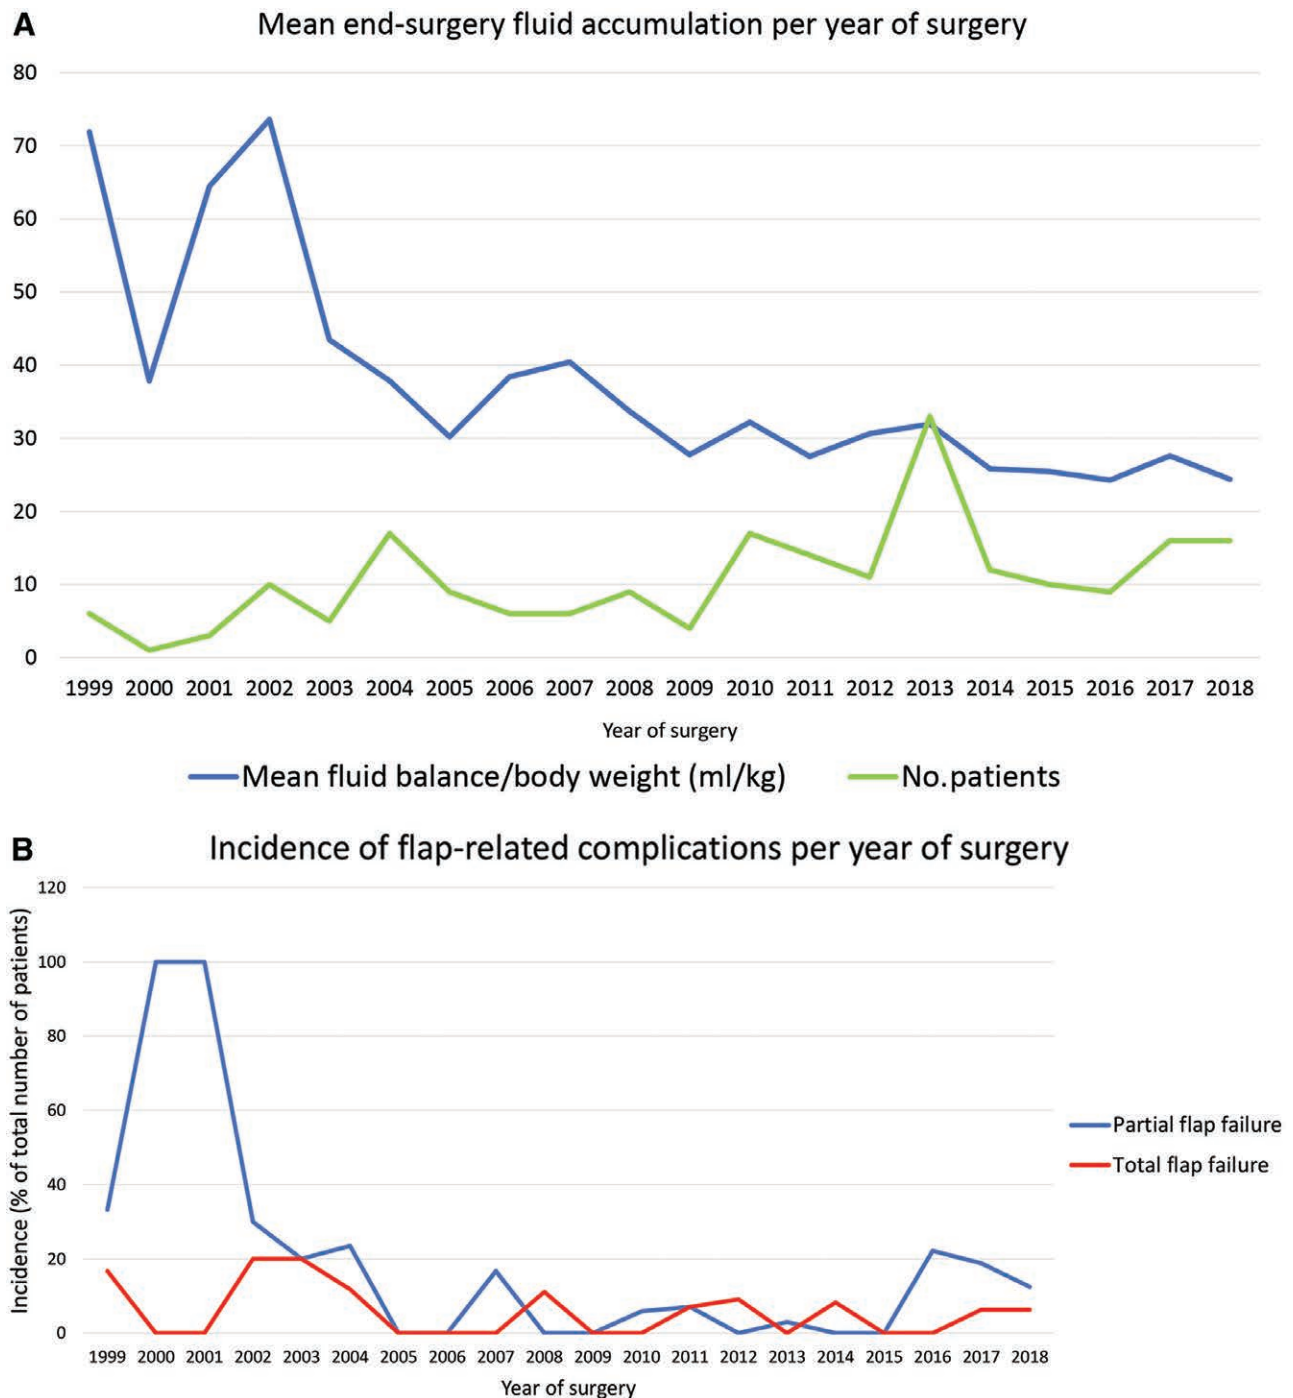 A
Mean end-surgery fluid accumulation per year of surgery
80
70
60
50
40
30
20
10
0
1999 2000 2001 2002 2003 2004 2005 2006 2007 2008 2009 2010 2011 2012 2013 2014 2015 2016 2017 2018
Year of surgery
Mean fluid balance/body weight (ml/kg) No.patients
B
Incidence of flap-related complications per year of surgery
Incidence (% of total number of patients)
120
100
80
60
40
20
0
1999 2000 2001 2002 2003 2004 2005 2006 2007 2008 2009 2010 2011 2012 2013 2014 2015 2016 2017 2018
Year of surgery
Partial flap failure
Total flap failure